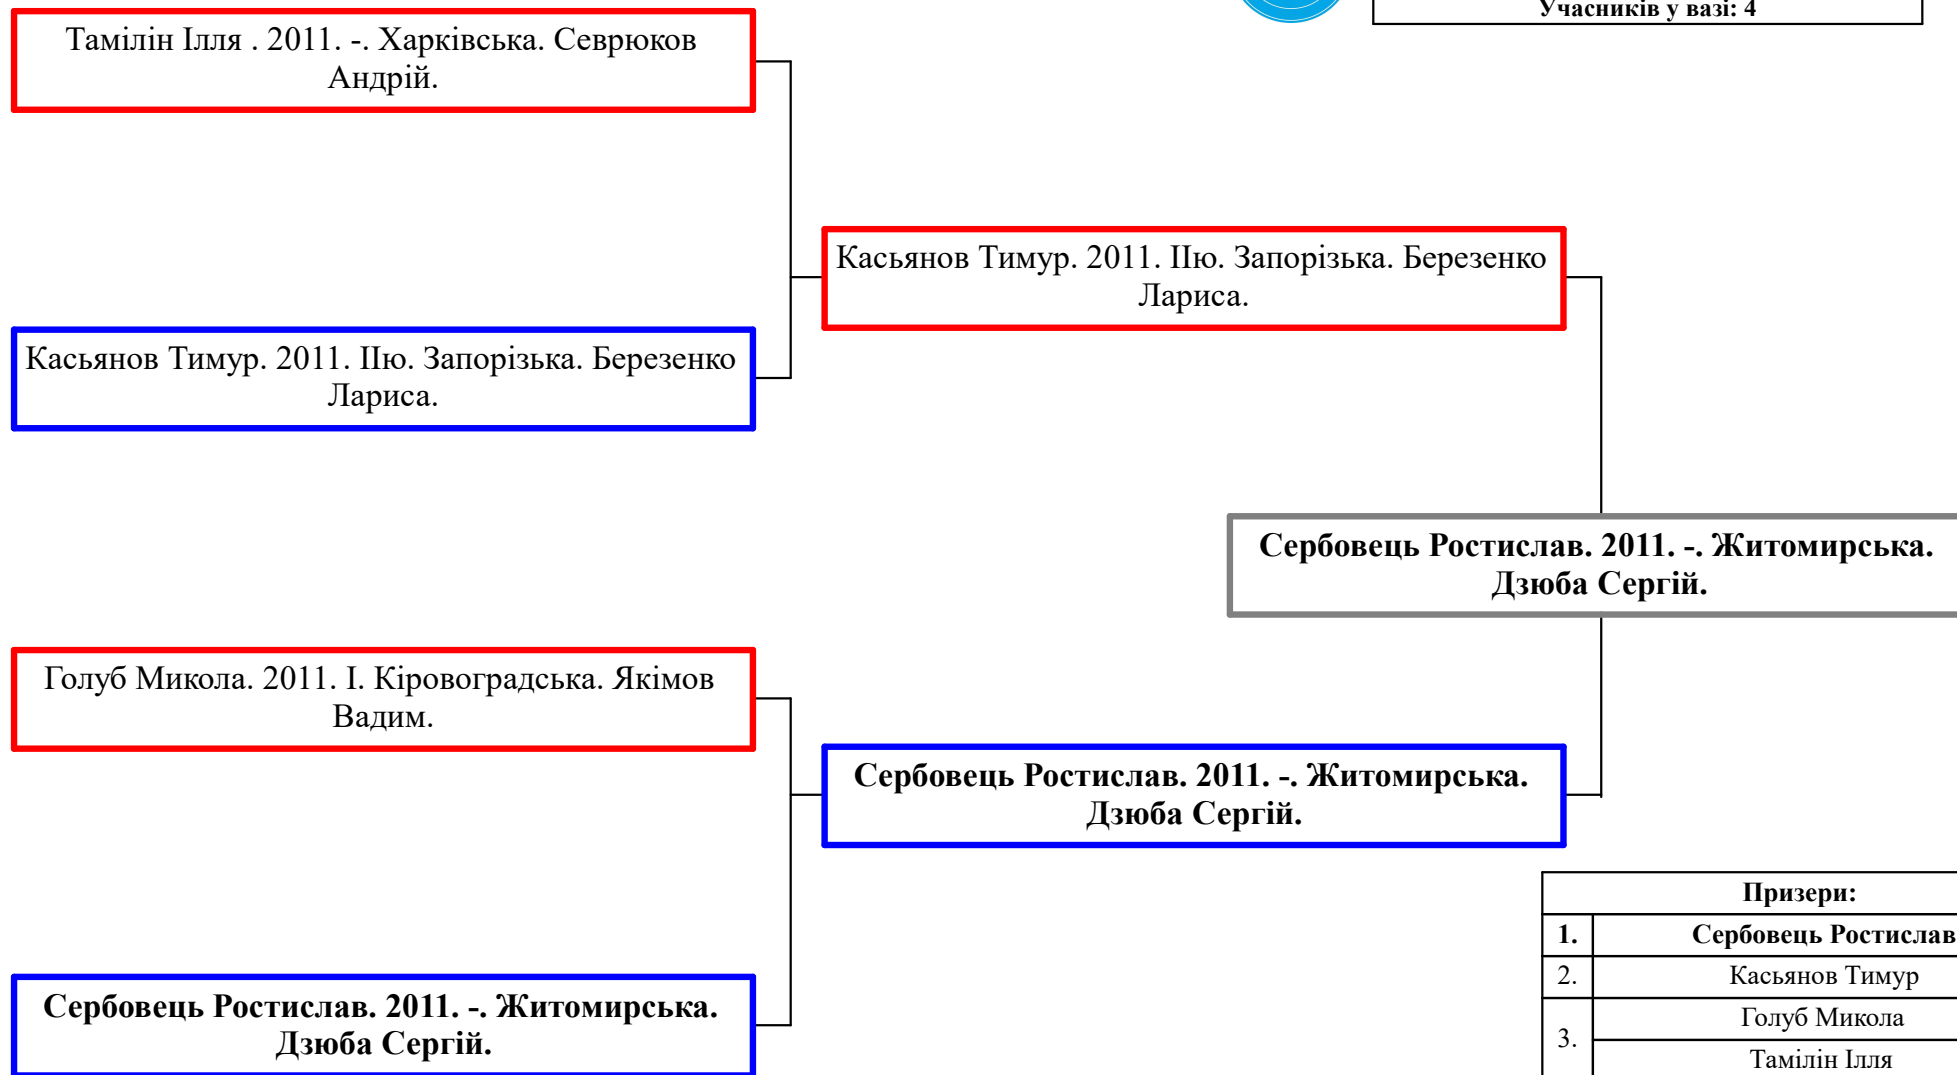 Учасників у вазі: 4
Тамілін Ілля . 2011. -. Харківська. Севрюков
Андрій.
Касьянов Тимур. 2011. ІІю. Запорізька. Березенко
Лариса.
Касьянов Тимур. 2011. ІІю. Запорізька. Березенко
Лариса.
Сербовець Ростислав. 2011. -. Житомирська.
Дзюба Сергій.
Голуб Микола. 2011. І. Кіровоградська. Якімов
Вадим.
Сербовець Ростислав. 2011. -. Житомирська.
Дзюба Сергій.
Сербовець Ростислав. 2011. -. Житомирська.
Дзюба Сергій.
Призери:
1. Сербовець Ростислав
2. Касьянов Тимур
3. Голуб Микола
Тамілін Ілля